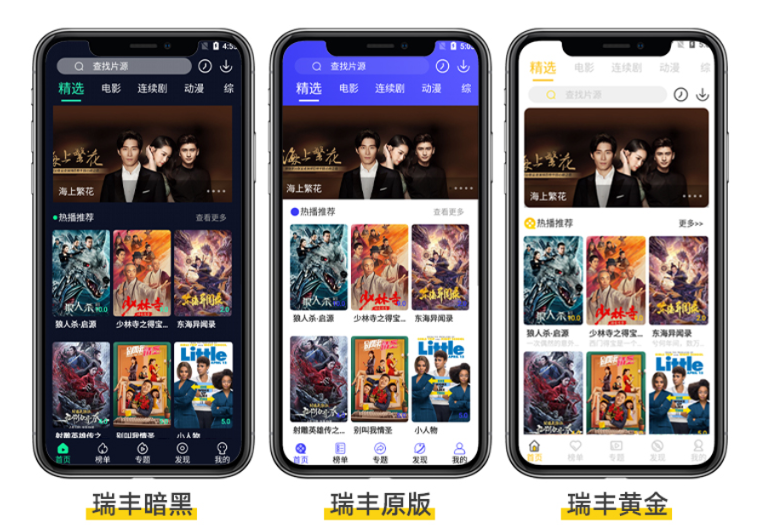 4:5
查找片源
精选 电影 连续剧 动漫 综
海上繁花
海上繁花
热播推荐 查看更多
狼人杀
10.0
少林寺
东海异闻录
2.0
狼人杀·启源 少林寺之得宝... 东海异闻录
Little
5.0
射雕英雄传之... 别叫我情圣 小人物
首页 榜单 专题 发现 我的
瑞丰暗黑
5:0
查找片源
精选 电影 连续剧 动漫 综
海上繁花
海上繁花
热播推荐 查看更多
狼人杀
少林寺
东海异闻录
狼人杀·启源 少林寺之得宝... 东海异闻录
Little
射雕英雄传之... 别叫我情圣 小人物
首页 榜单 专题 发现 我的
瑞丰原版
精选 电影 连续剧 动漫 综
查找片源
海上繁花
海上繁花
热播推荐 更多>>
狼人杀
少林寺
东海异闻录
狼人杀·启源 少林寺之得宝... 东海异闻录
Little
首页 榜单 专题 发现 我的
瑞丰黄金